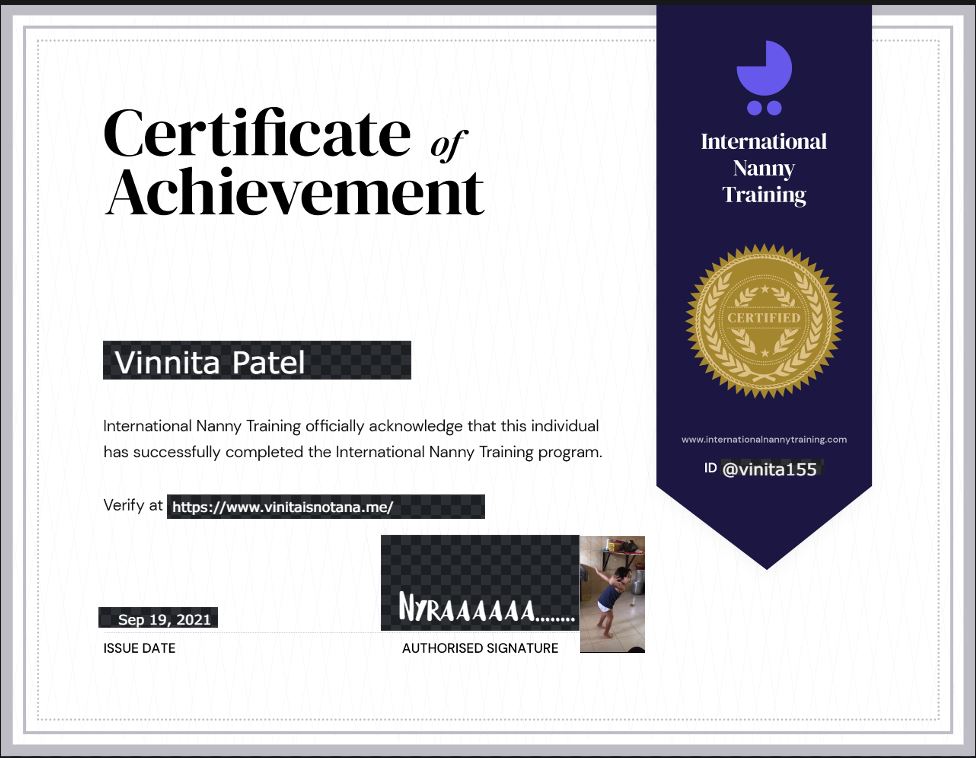 Certificate of
Achievement
International
Nanny
Training
CERTIFIED
Vinnita Patel
International Nanny Training officially acknowledge that this individual
has successfully completed the International Nanny Training program.
www.internationalnannytraining.com
ID @vinita155
Verify at https://www.vinitaisnotana.me/
NYRAAAAAA........
Sep 19, 2021
ISSUE DATE
AUTHORISED SIGNATURE